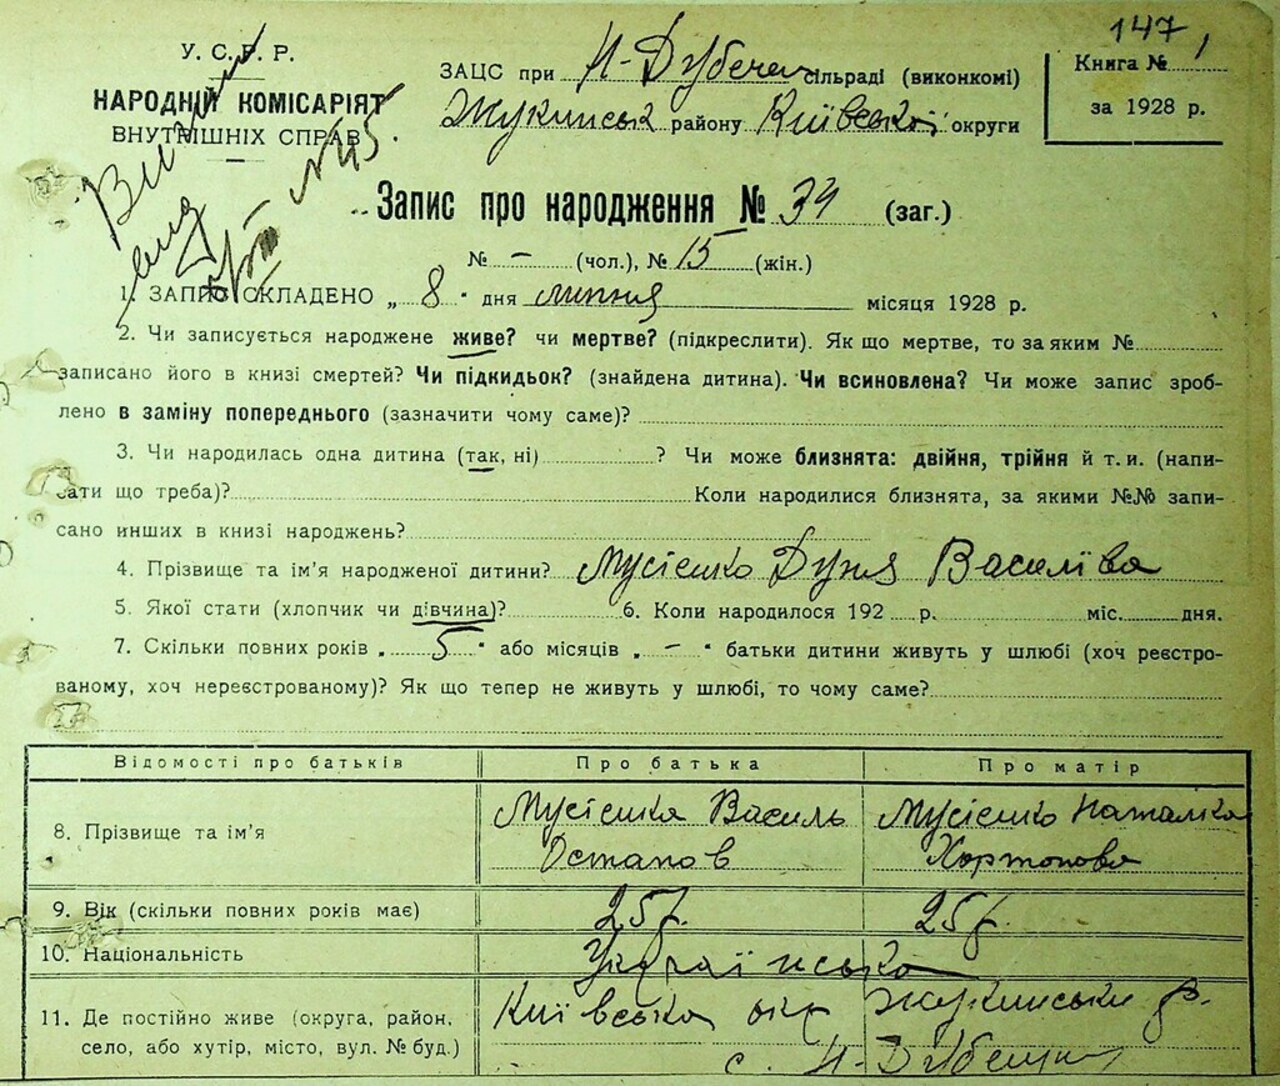 147
У. С. Р. Р.
НАРОДНІЙ КОМІСАРІЯТ
ВНУТРІШНІХ СПРАВ
ЗАЦС при Н-Дубечен сільраді (виконкомі)
Жукинськ району Київської округи
Книга №
за 1928 р.
№ 45
Запис про народження № 34 (заг.)
№ – (чол.), № 15 (жін.)
1. ЗАПИС СКЛАДЕНО „ 8 " дня липня місяця 1928 р.
2. Чи записується народжене живе? чи мертве? (підкреслити). Як що мертве, то за яким №
записано його в книзі смертей? Чи підкидьок? (знайдена дитина). Чи всиновлена? Чи може запис зроб-
лено в заміну попереднього (зазначити чому саме)?
3. Чи народилась одна дитина (так, ні) ? Чи може близнята: двійня, трійня й т. и. (напи-
сати що треба)? Коли народилися близнята, за якими №№ запи-
сано инших в книзі народжень?
4. Прізвище та ім'я народженої дитини? Мусієнко Дуня Василіва
5. Якої стати (хлопчик чи дівчина)? 6. Коли народилося 192 р. міс. дня.
7. Скільки повних років „ 5 " або місяців „ – " батьки дитини живуть у шлюбі (хоч реєстро-
ваному, хоч нереєстрованому)? Як що тепер не живуть у шлюбі, то чому саме?
Відомості про батьків Про батька Про матір
8. Прізвище та ім'я Мусієнка Василь Мусієнко Наталка
Остапов
9. Вік (скільки повних років має) 25 р. 25 р.
10. Національність Українська
11. Де постійно живе (округа, район, Київська окр Жукинський р.
село, або хутір, місто, вул. № буд.) с. Н-Дубечня